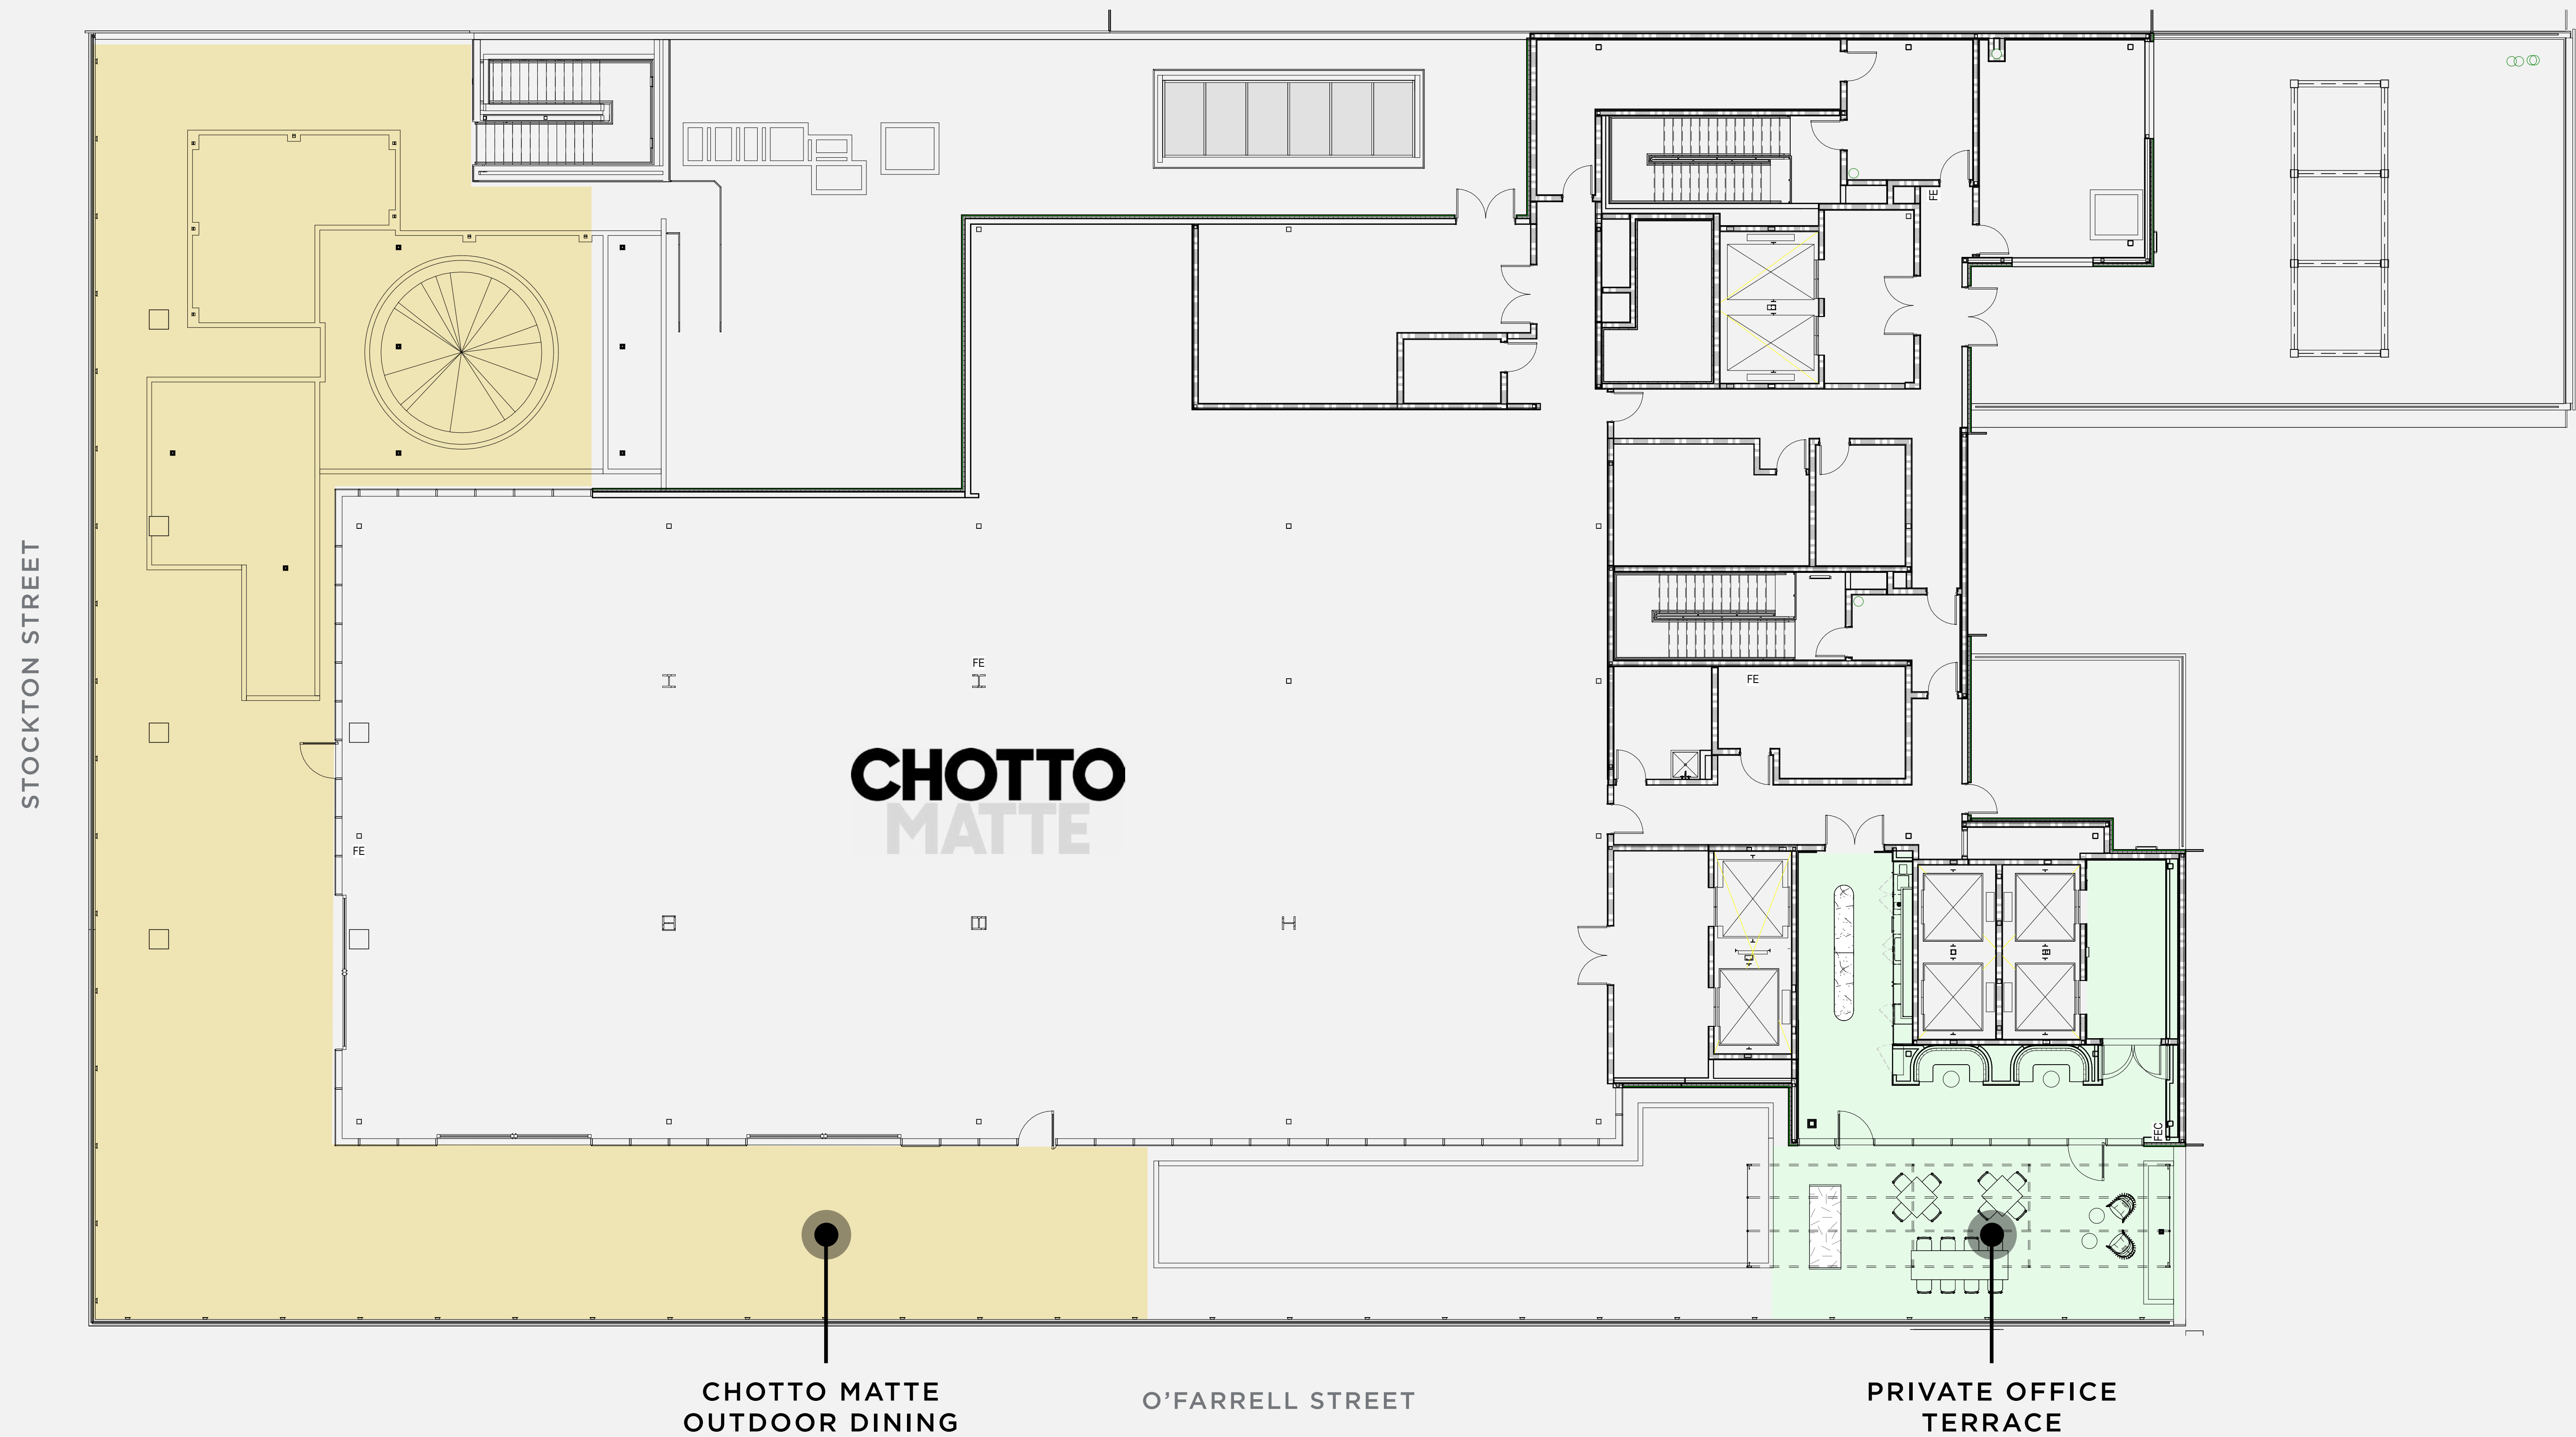 FE
STOCKTON STREET
FE
FE
CHOTTO
MATTE
FE
FEC
CHOTTO MATTE
OUTDOOR DINING
O’FARRELL STREET
PRIVATE OFFICE
TERRACE